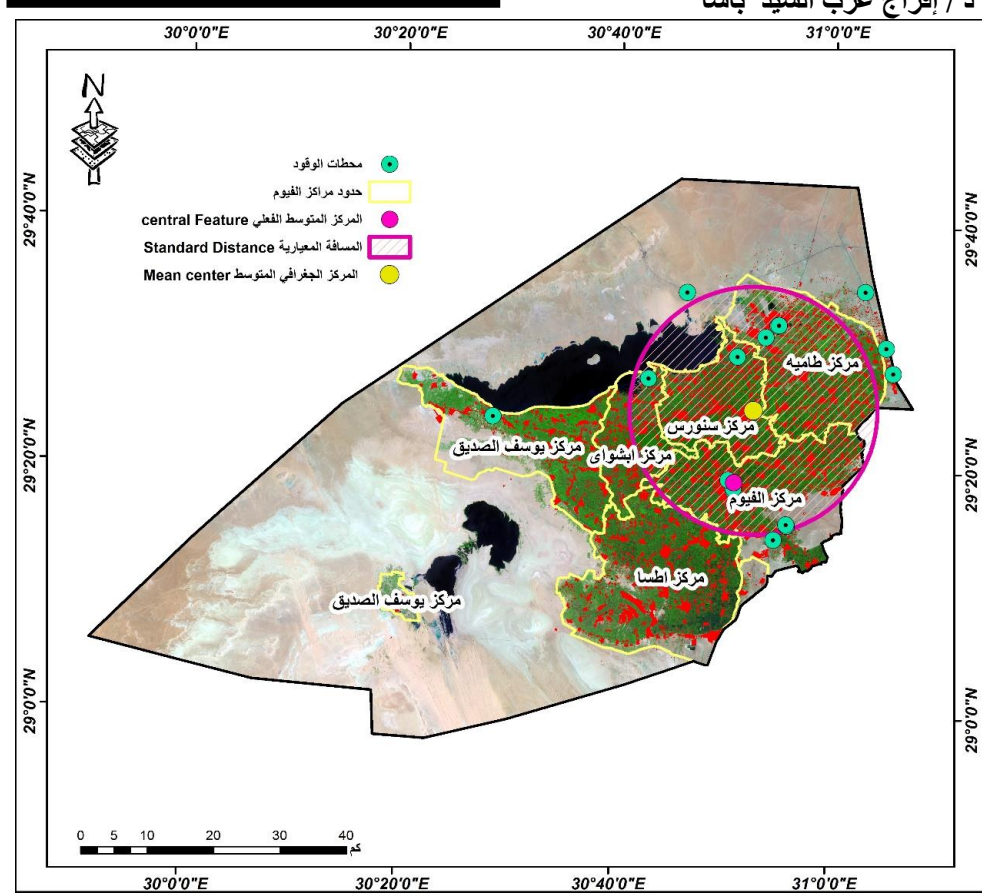 د / إفراج عزب السيد باشا
30°0'0"E 30°20'0"E 30°40'0"E 31°0'0"E
N
محطات الوقود
حدود مراكز الفيوم
المركز المتوسط الفعلي central Feature
المسافة المعيارية Standard Distance
المركز الجغرافي المتوسط Mean center
29°40'0"N
29°40'0"N
مركز طاميه
مركز سنورس
مركز ابشواى
مركز يوسف الصديق
29°20'0"N
29°20'0"N
مركز الفيوم
مركز اطسا
مركز يوسف الصديق
29°0'0"N
29°0'0"N
0 5 10 20 30 40
كم
30°0'0"E 30°20'0"E 30°40'0"E 31°0'0"E